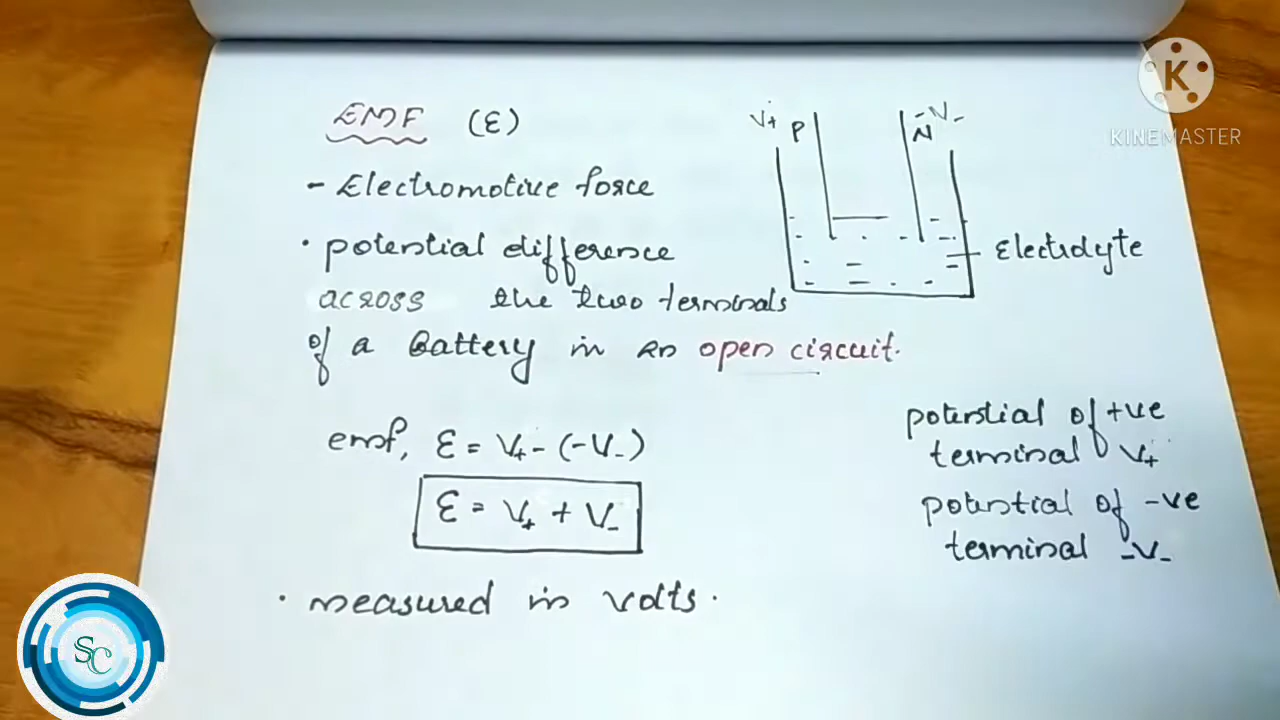 EMF (ε)
- Electromotive force
• potential difference
across the two terminals
of a Battery in an open circuit.
emf, ε = V₊ - (-V₋)
ε = V₊ + V₋
• measured in volts.
V₊ P
-V₋
N
Electrolyte
potential of +ve
terminal V₊
potential of -ve
terminal -V₋
K
KINEMASTER
SC